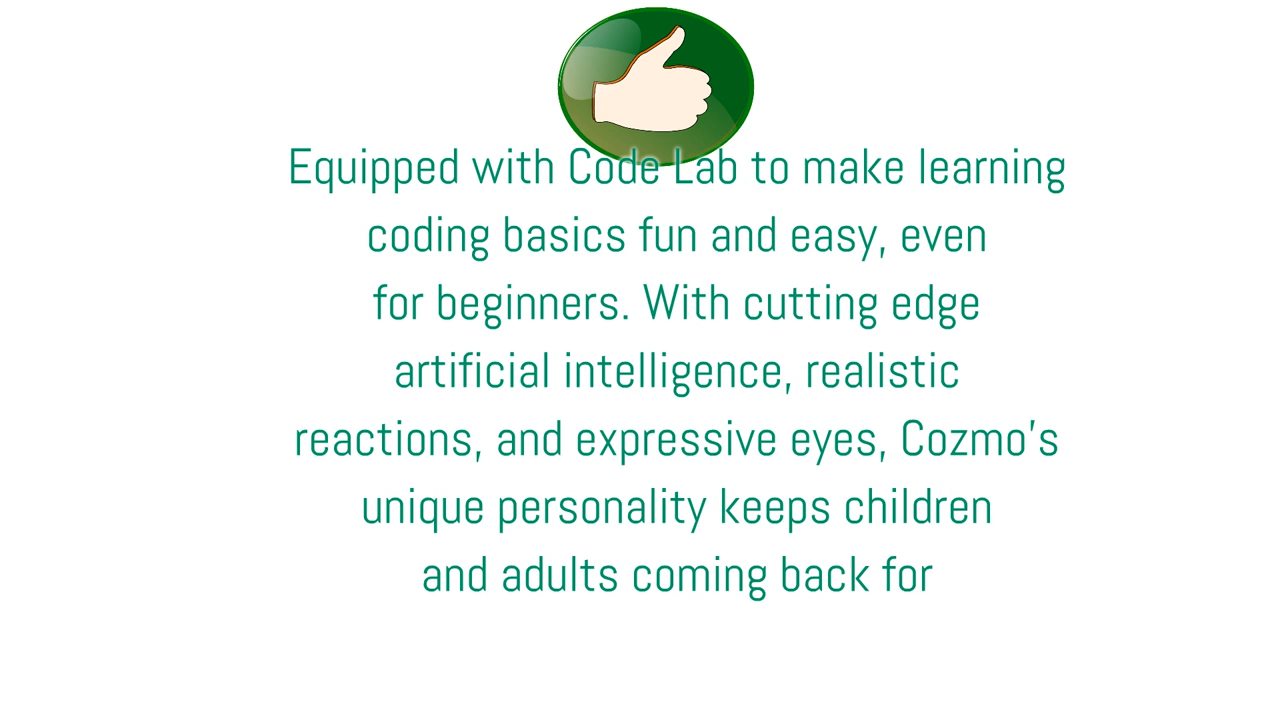 Equipped with Code Lab to make learning
coding basics fun and easy, even
for beginners. With cutting edge
artificial intelligence, realistic
reactions, and expressive eyes, Cozmo's
unique personality keeps children
and adults coming back for